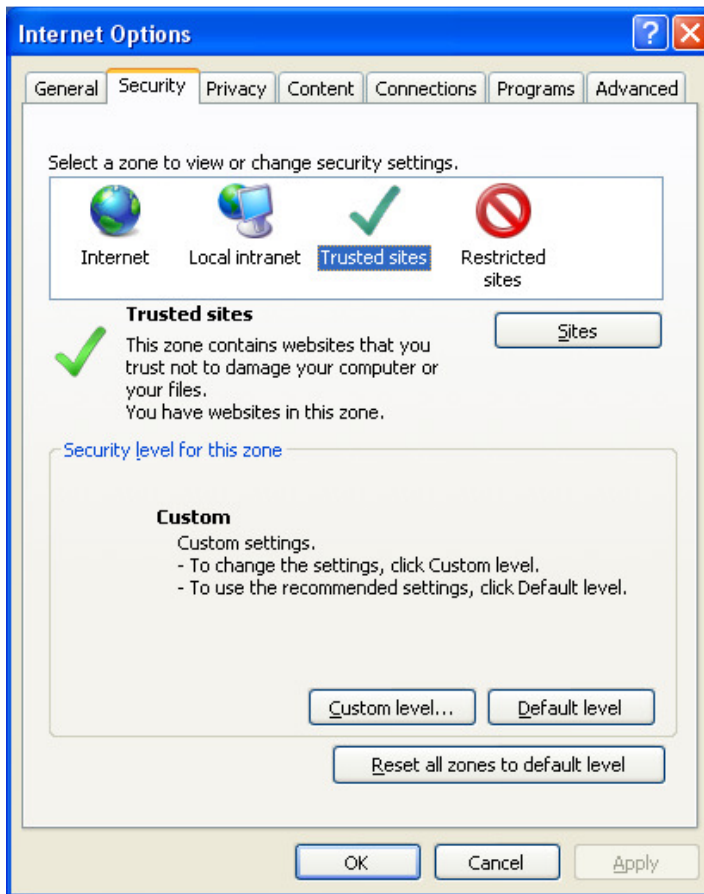 Internet Options
General Security Privacy Content Connections Programs Advanced
Select a zone to view or change security settings.
Internet Local intranet Trusted sites Restricted
sites
Trusted sites
Sites
This zone contains websites that you
trust not to damage your computer or
your files.
You have websites in this zone.
Security level for this zone
Custom
Custom settings.
- To change the settings, click Custom level.
- To use the recommended settings, click Default level.
Custom level... Default level
Reset all zones to default level
OK Cancel Apply